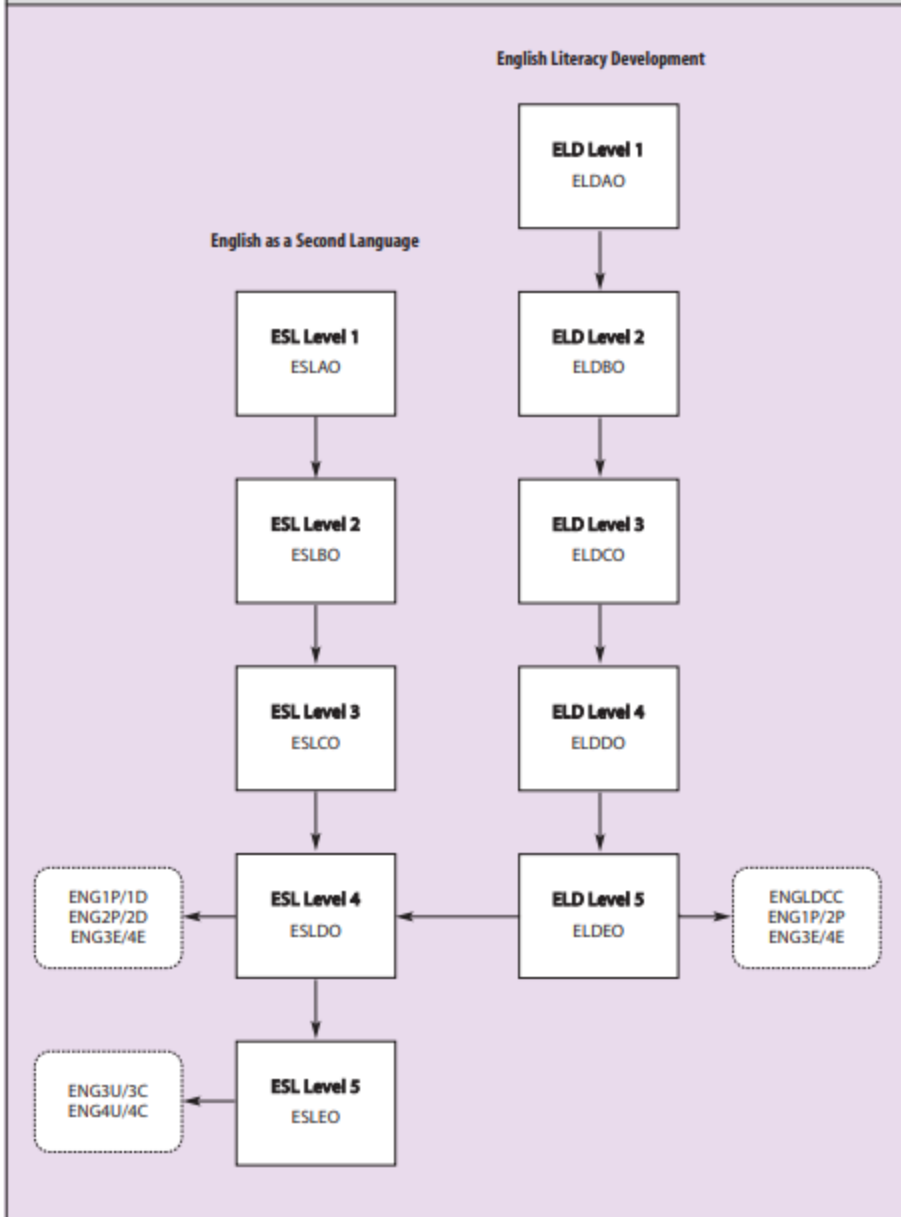 English Literacy Development
ELD Level 1
ELDAO
English as a Second Language
ESL Level 1
ESLAO
ELD Level 2
ELDBO
ESL Level 2
ESLBO
ELD Level 3
ELDCO
ESL Level 3
ESLCO
ELD Level 4
ELDDO
ENG1P/1D
ENG2P/2D
ENG3E/4E
ESL Level 4
ESLDO
ELD Level 5
ELDEO
ENGLDCC
ENG1P/2P
ENG3E/4E
ENG3U/3C
ENG4U/4C
ESL Level 5
ESLEO